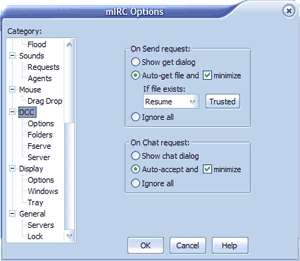 mIRC Options
Category:
Flood
Sounds
Requests
Agents
Mouse
Drag Drop
DCC
Options
Folders
Fserve
Server
Display
Options
Windows
Tray
General
Servers
Lock
On Send request:
Show get dialog
Auto-get file and minimize
If file exists:
Resume Trusted
Ignore all
On Chat request:
Show chat dialog
Auto-accept and minimize
Ignore all
OK Cancel Help